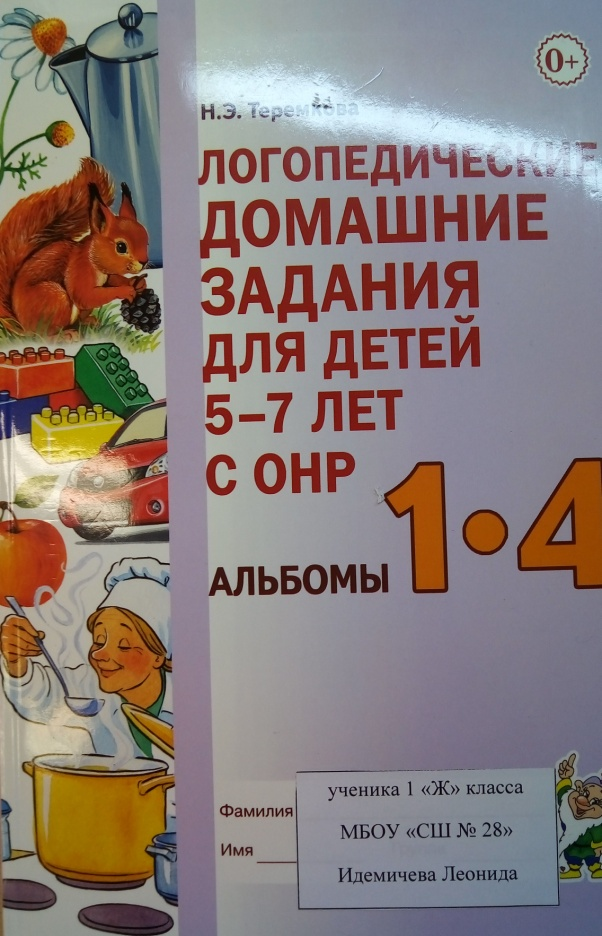 0+
Н.Э. Теремкова
ЛОГОПЕДИЧЕСКИЕ
ДОМАШНИЕ
ЗАДАНИЯ
ДЛЯ ДЕТЕЙ
5–7 ЛЕТ
С ОНР
АЛЬБОМЫ 1•4
Фамилия
Имя
ученика 1 «Ж» класса
МБОУ «СШ № 28»
Идемичева Леонида